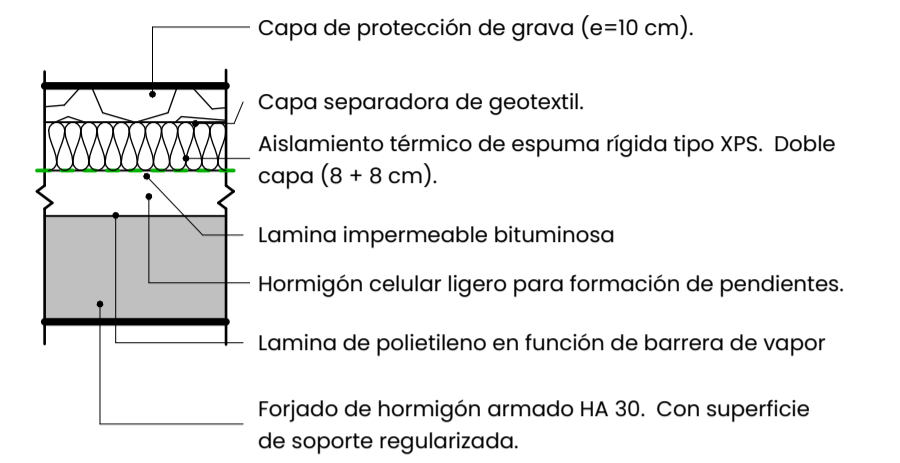 Capa de protección de grava (e=10 cm).
Capa separadora de geotextil.
Aislamiento térmico de espuma rígida tipo XPS. Doble
capa (8 + 8 cm).
Lamina impermeable bituminosa
Hormigón celular ligero para formación de pendientes.
Lamina de polietileno en función de barrera de vapor
Forjado de hormigón armado HA 30. Con superficie
de soporte regularizada.